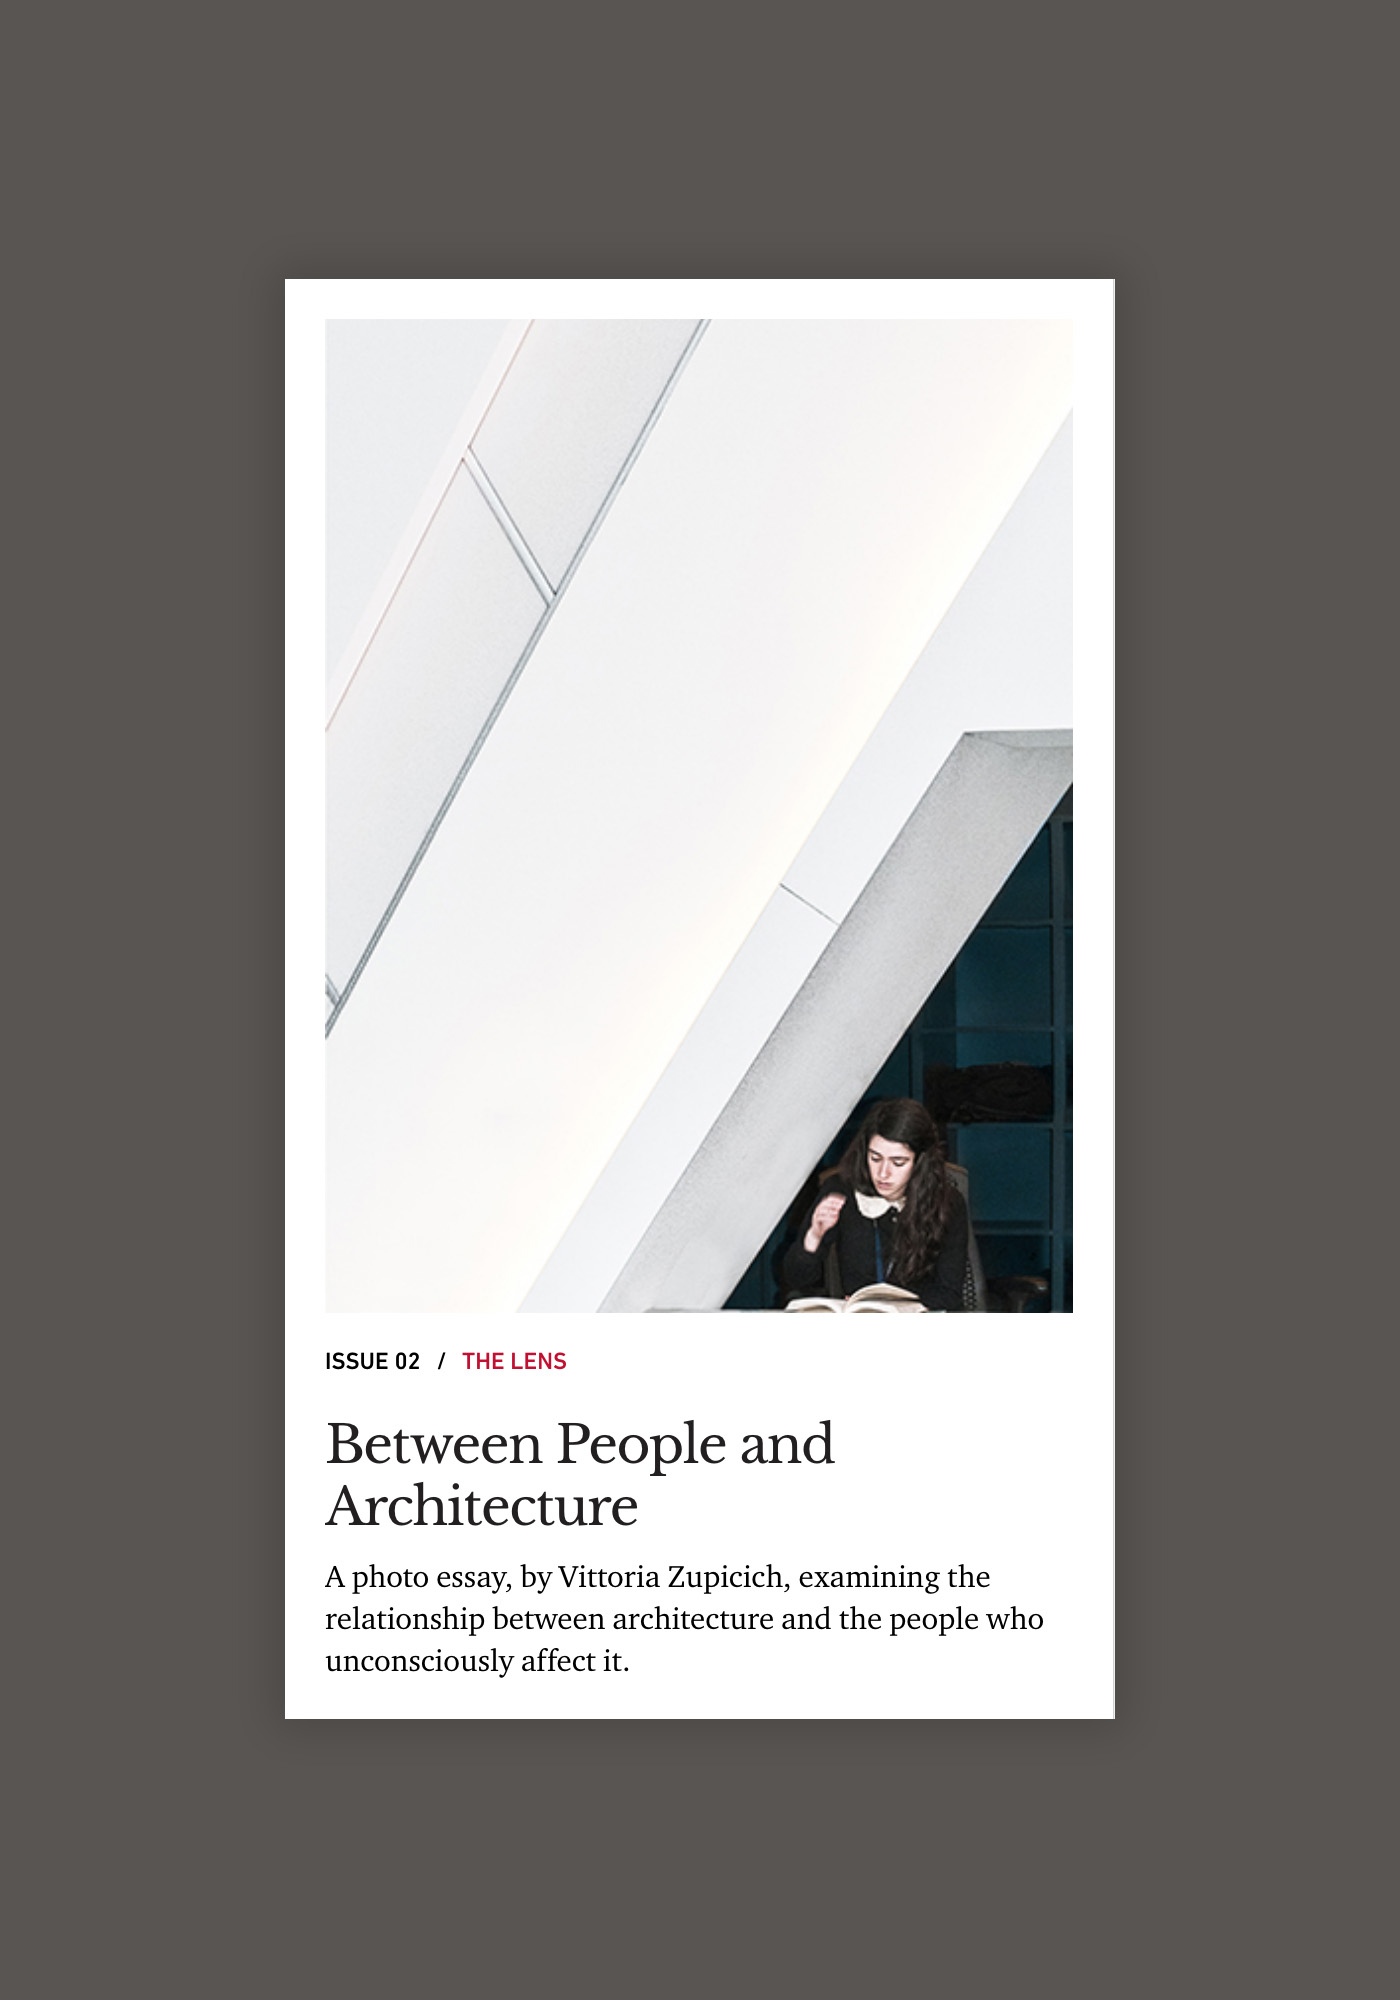 ISSUE 02 / THE LENS
Between People and
Architecture
A photo essay, by Vittoria Zupicich, examining the
relationship between architecture and the people who
unconsciously affect it.